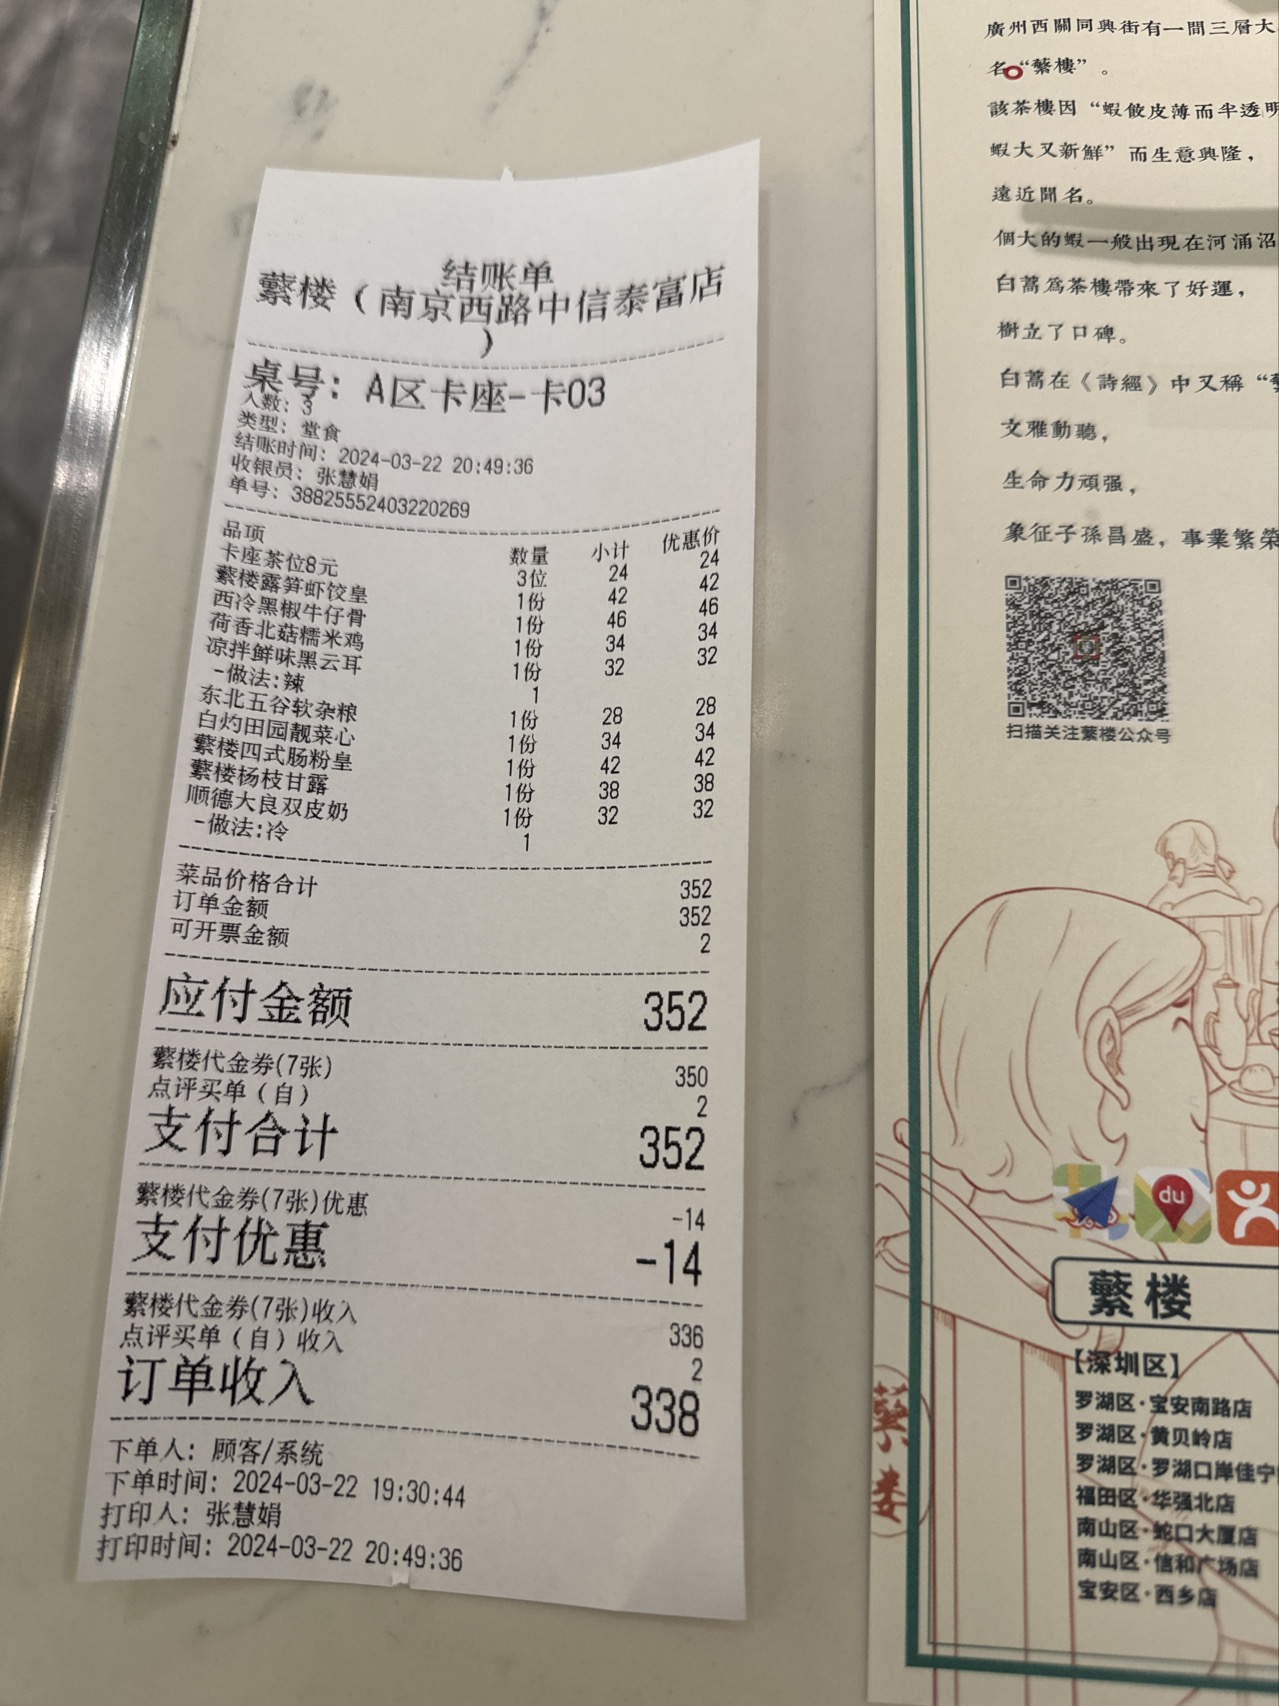 结账单
蘩楼（南京西路中信泰富店
）
桌号：A区卡座-卡03
人数：3
类型：堂食
结账时间：2024-03-22 20:49:36
收银员：张慧娟
单号：38825552403220269
品项 数量 小计 优惠价
卡座茶位8元 3位 24 24
蘩楼露笋虾饺皇 1份 42 42
西冷黑椒牛仔骨 1份 46 46
荷香北菇糯米鸡 1份 34 34
凉拌鲜味黑云耳 1份 32 32
-做法:辣 1
东北五谷软杂粮 1份 28 28
白灼田园靓菜心 1份 34 34
蘩楼四式肠粉皇 1份 42 42
蘩楼杨枝甘露 1份 38 38
顺德大良双皮奶 1份 32 32
-做法:冷 1
菜品价格合计 352
订单金额 352
可开票金额 2
应付金额 352
蘩楼代金券(7张) 350
点评买单（自） 2
支付合计 352
蘩楼代金券(7张)优惠 -14
支付优惠 -14
蘩楼代金券(7张)收入 336
点评买单（自）收入 2
订单收入 338
下单人：顾客/系统
下单时间：2024-03-22 19:30:44
打印人：张慧娟
打印时间：2024-03-22 20:49:36
廣州西關同興街有一間三層大
名“蘩樓”。
該茶樓因“蝦餃皮薄而半透明
蝦大又新鮮”而生意興隆，
遠近聞名。
個大的蝦一般出現在河涌沼
白蒿為茶樓帶來了好運，
樹立了口碑。
白蒿在《詩經》中又稱“蘩
文雅動聽，
生命力頑强，
象征子孫昌盛，事業繁榮
扫描关注蘩楼公众号
du
蘩楼
【深圳区】
罗湖区·宝安南路店
罗湖区·黄贝岭店
罗湖区·罗湖口岸佳宁
福田区·华强北店
南山区·蛇口大厦店
南山区·信和广场店
宝安区·西乡店
蘩
楼